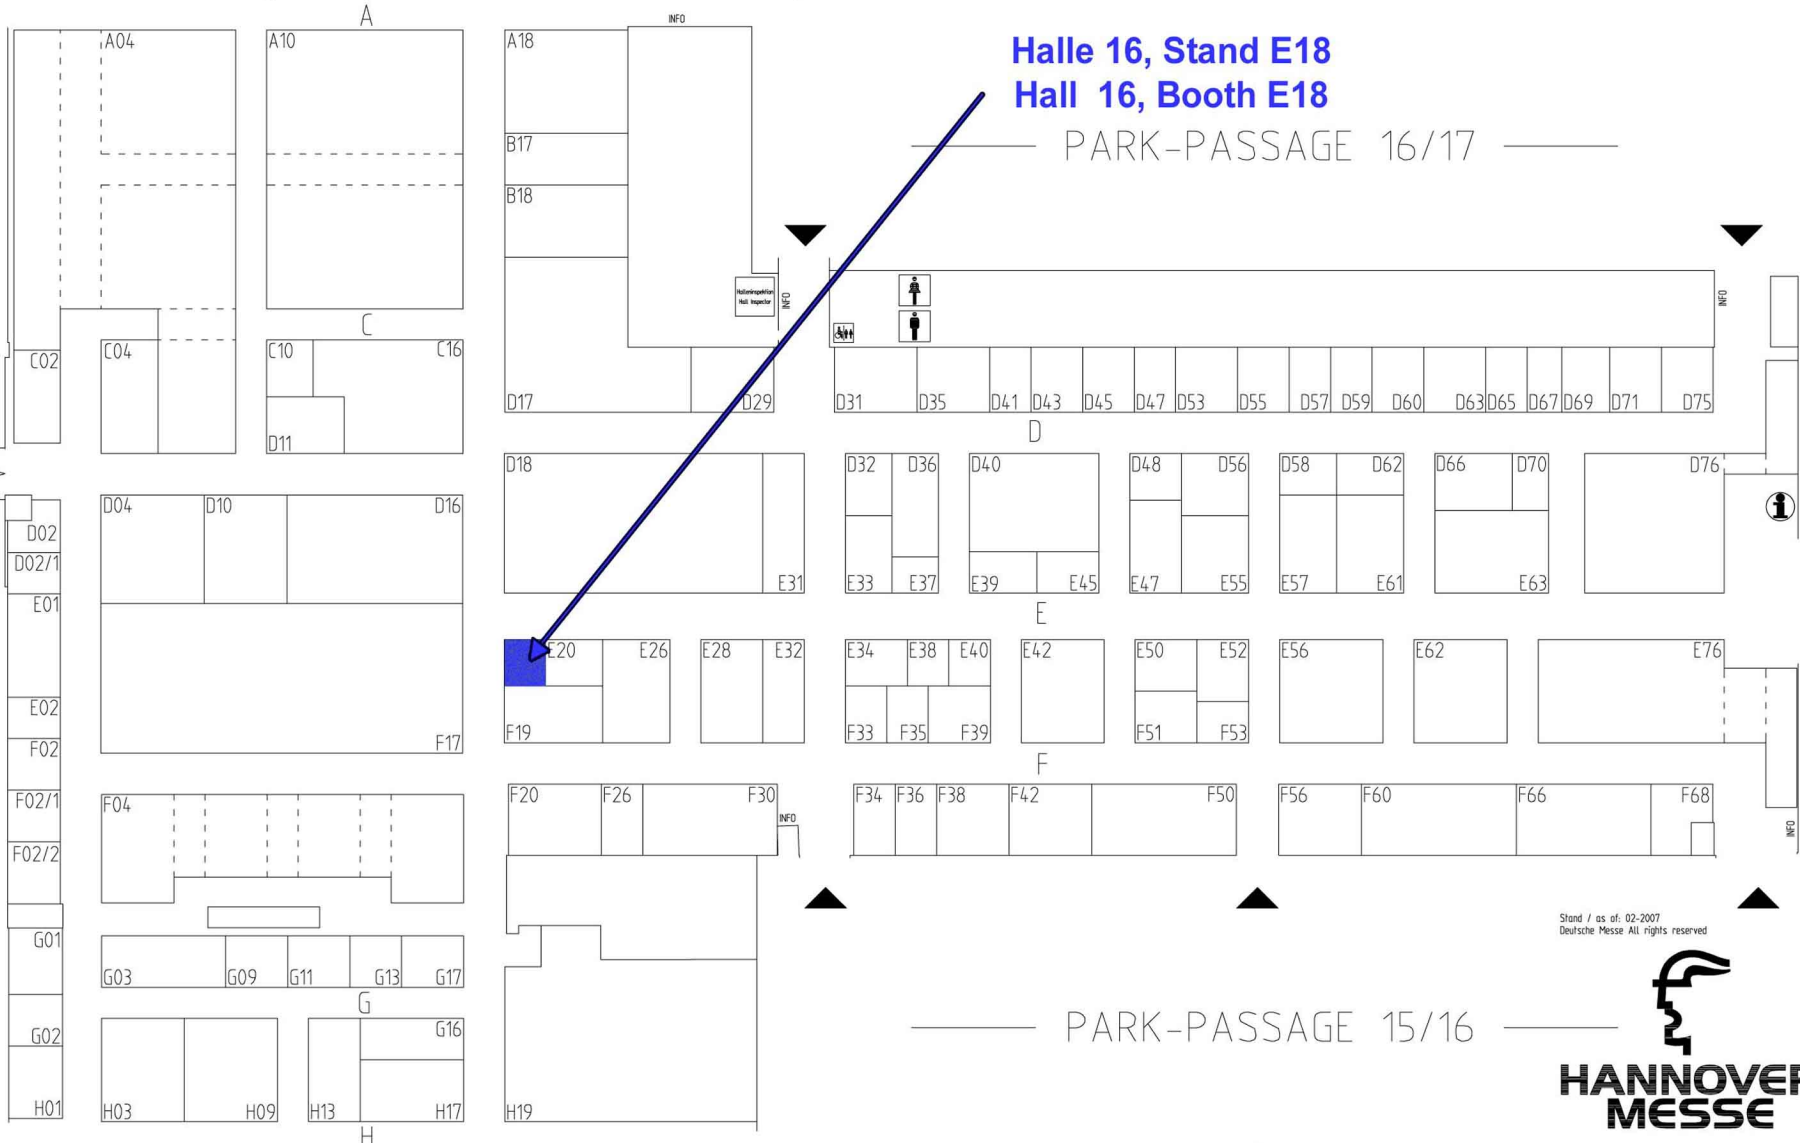 A
INFO
A04
A10
A18
Halle 16, Stand E18
Hall 16, Booth E18
PARK-PASSAGE 16/17
B17
B18
Halleninspektion
Hall Inspector
INFO
INFO
C
C02
C04
C10
C16
D11
D17
D29
D31
D35
D41
D43
D45
D47
D53
D55
D57
D59
D60
D63
D65
D67
D69
D71
D75
D
D18
D32
D36
D40
D48
D56
D58
D62
D66
D70
D76
D04
D10
D16
D02
D02/1
E31
E33
E37
E39
E45
E47
E55
E57
E61
E63
E01
E
E20
E26
E28
E32
E34
E38
E40
E42
E50
E52
E56
E62
E76
E02
F02
F17
F19
F33
F35
F39
F51
F53
F
F02/1
F04
F20
F26
F30
INFO
F34
F36
F38
F42
F50
F56
F60
F66
F68
INFO
F02/2
G01
G03
G09
G11
G13
G17
G
G02
G16
H01
H03
H09
H13
H17
H19
H
Stand / as of: 02-2007
Deutsche Messe All rights reserved
PARK-PASSAGE 15/16
HANNOVER
MESSE